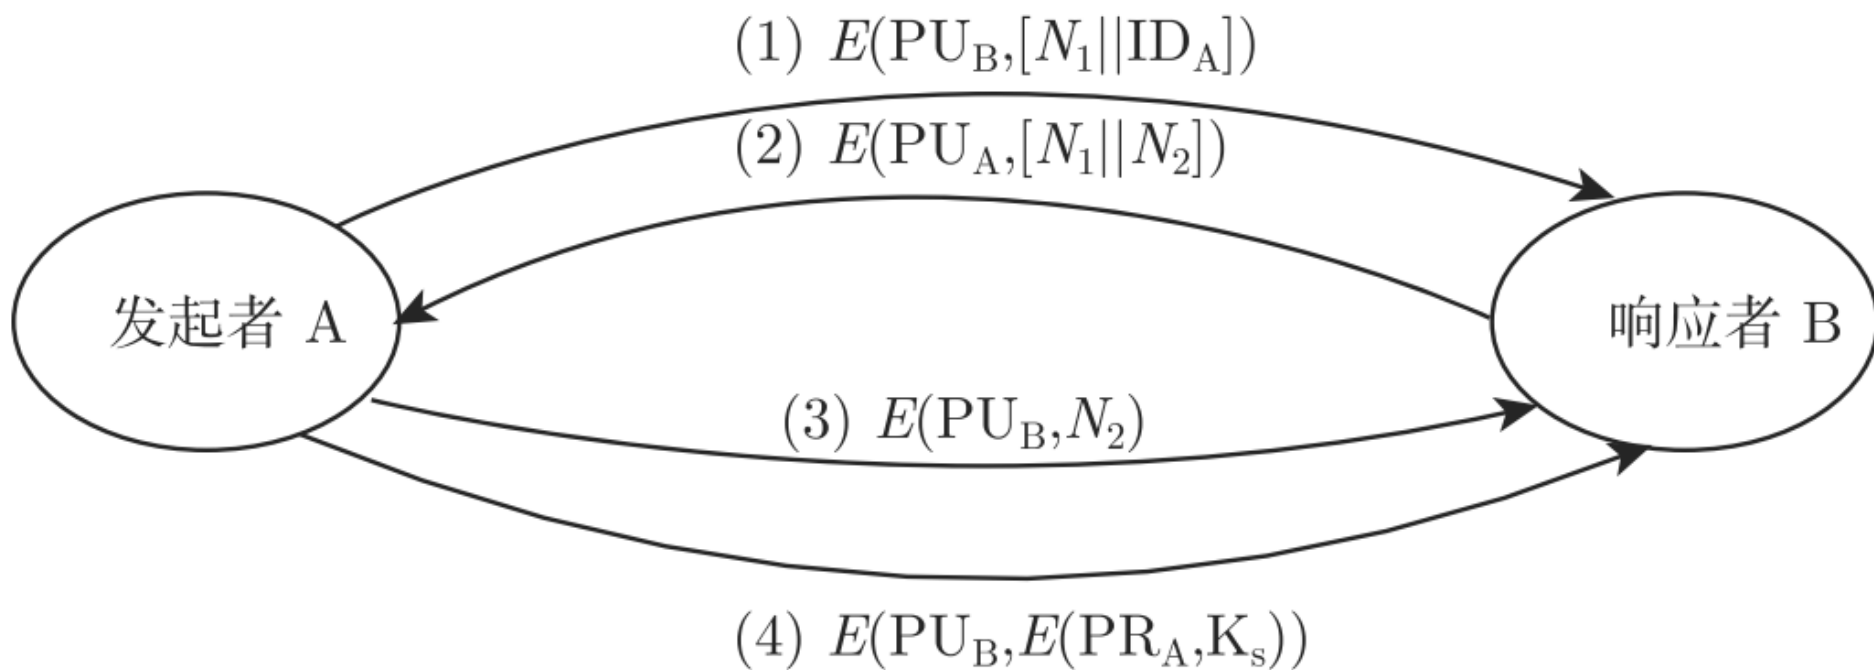 (1) E(PU_B,[N_1||ID_A])
(2) E(PU_A,[N_1||N_2])
发起者 A
响应者 B
(3) E(PU_B,N_2)
(4) E(PU_B,E(PR_A,K_s))